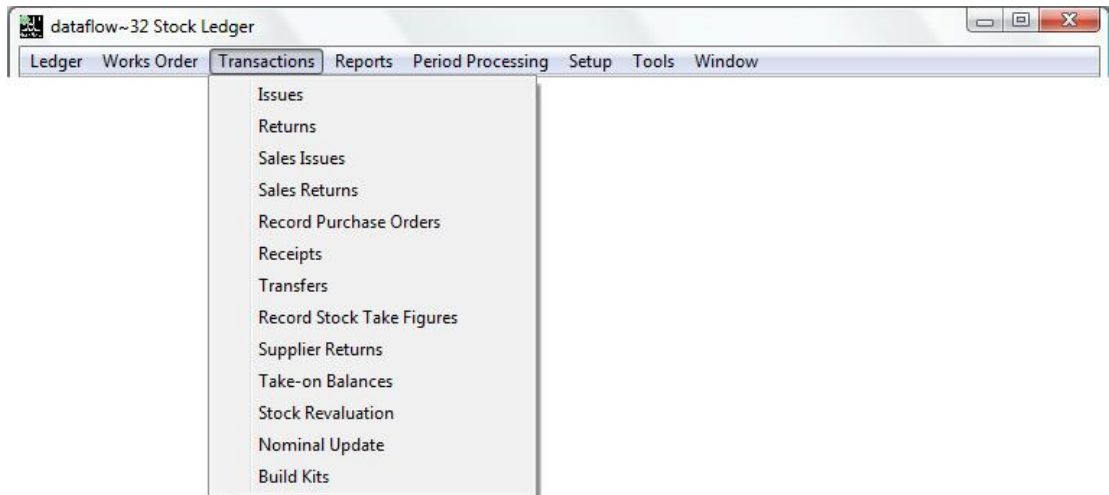 dataflow~32 Stock Ledger
Ledger Works Order Transactions Reports Period Processing Setup Tools Window
Issues
Returns
Sales Issues
Sales Returns
Record Purchase Orders
Receipts
Transfers
Record Stock Take Figures
Supplier Returns
Take-on Balances
Stock Revaluation
Nominal Update
Build Kits